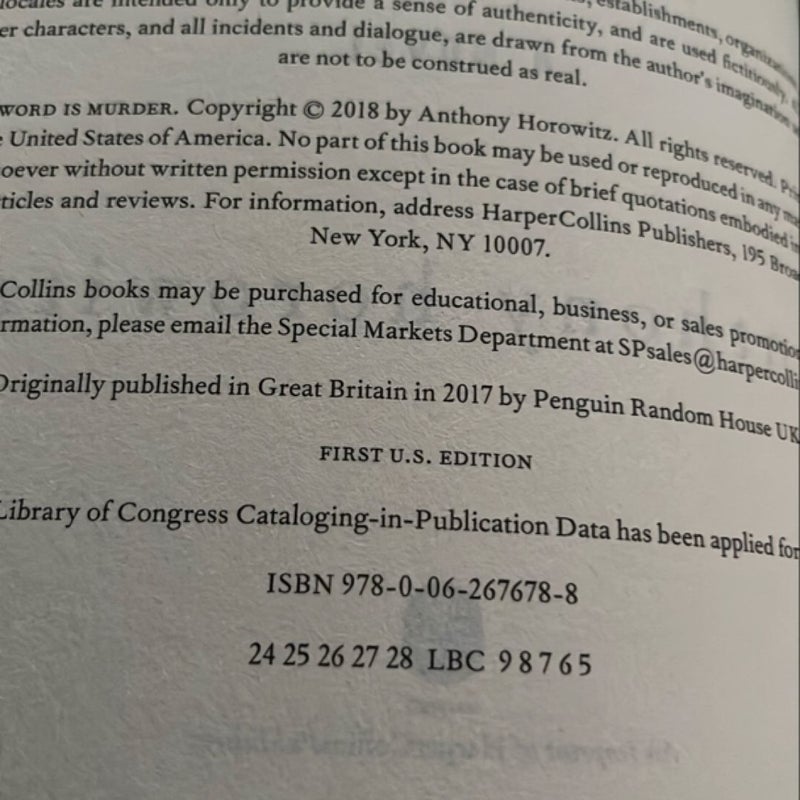 locales are intended only to provide a sense of authenticity, and are used fictitiously.
establishments, organizations
er characters, and all incidents and dialogue, are drawn from the author's imagination
are not to be construed as real.
WORD IS MURDER. Copyright © 2018 by Anthony Horowitz. All rights reserved.
United States of America. No part of this book may be used or reproduced in any
oever without written permission except in the case of brief quotations embodied in
ticles and reviews. For information, address HarperCollins Publishers, 195 Broa
New York, NY 10007.
Collins books may be purchased for educational, business, or sales promotion
rmation, please email the Special Markets Department at SPsales@harpercolli
Originally published in Great Britain in 2017 by Penguin Random House UK
FIRST U.S. EDITION
Library of Congress Cataloging-in-Publication Data has been applied for
ISBN 978-0-06-267678-8
24 25 26 27 28 LBC 9 8 7 6 5